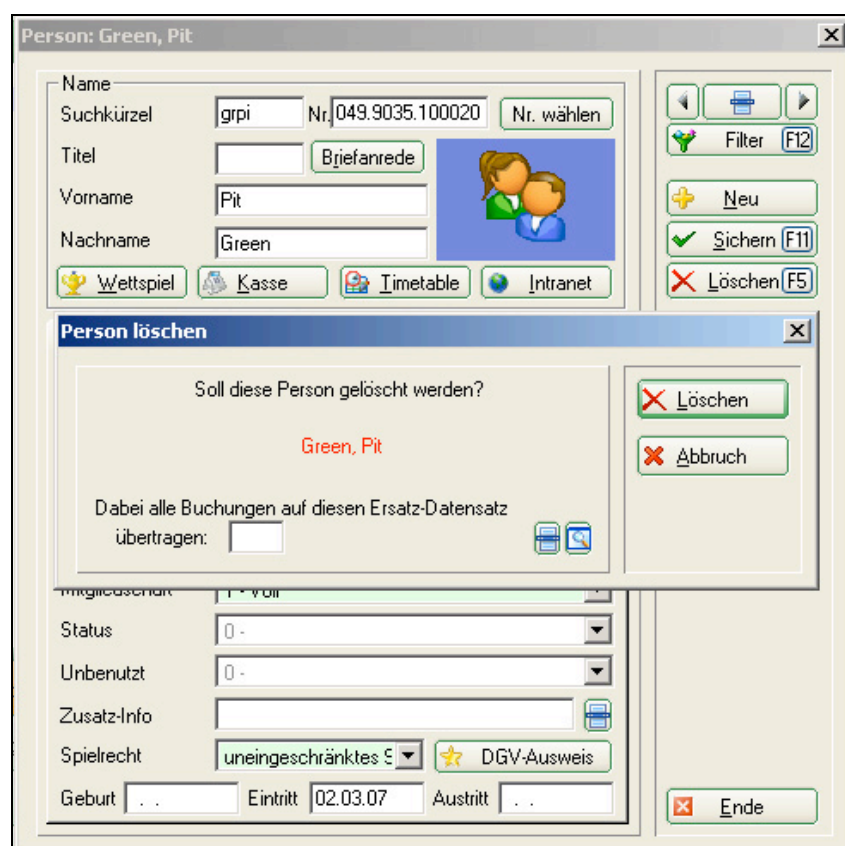 Person: Green, Pit
Name
Suchkürzel grpi Nr. 049.9035.100020 Nr. wählen
Titel Briefanrede
Vorname Pit
Nachname Green
Wettspiel Kasse Timetable Intranet
Filter F12
Neu
Sichern F11
Löschen F5
Person löschen
Soll diese Person gelöscht werden?
Green, Pit
Dabei alle Buchungen auf diesen Ersatz-Datensatz
übertragen:
Löschen
Abbruch
Status 0 -
Unbenutzt 0 -
Zusatz-Info
Spielrecht uneingeschränktes S DGV-Ausweis
Geburt . . Eintritt 02.03.07 Austritt . .
Ende